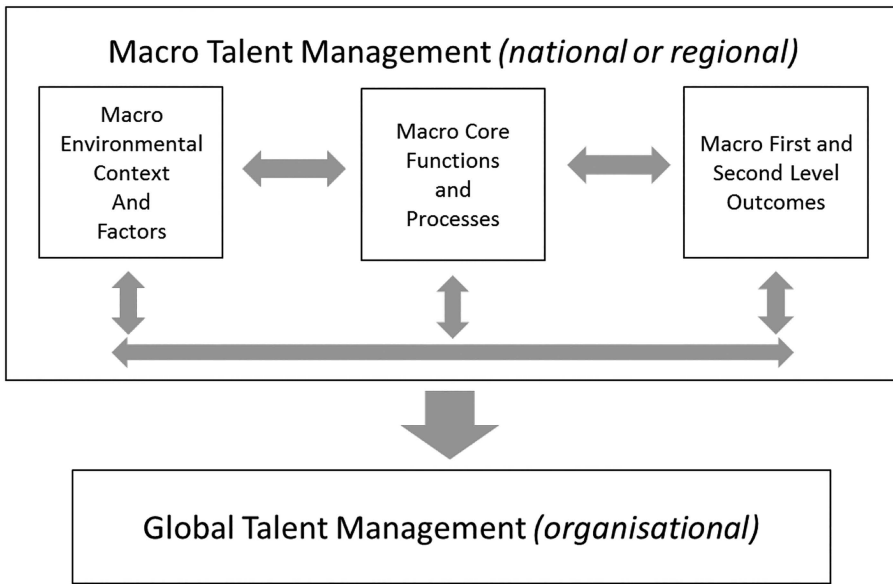 Macro Talent Management (national or regional)
Macro
Environmental
Context
And
Factors
Macro Core
Functions
and
Processes
Macro First and
Second Level
Outcomes
Global Talent Management (organisational)